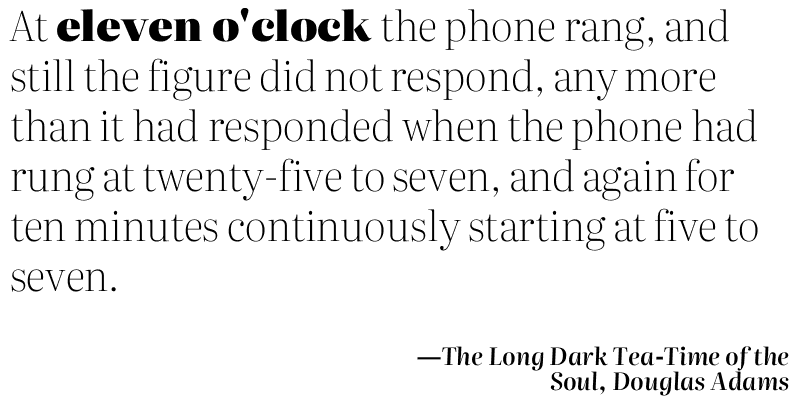 At eleven o'clock the phone rang, and
still the figure did not respond, any more
than it had responded when the phone had
rung at twenty-five to seven, and again for
ten minutes continuously starting at five to
seven.
—The Long Dark Tea-Time of the
Soul, Douglas Adams